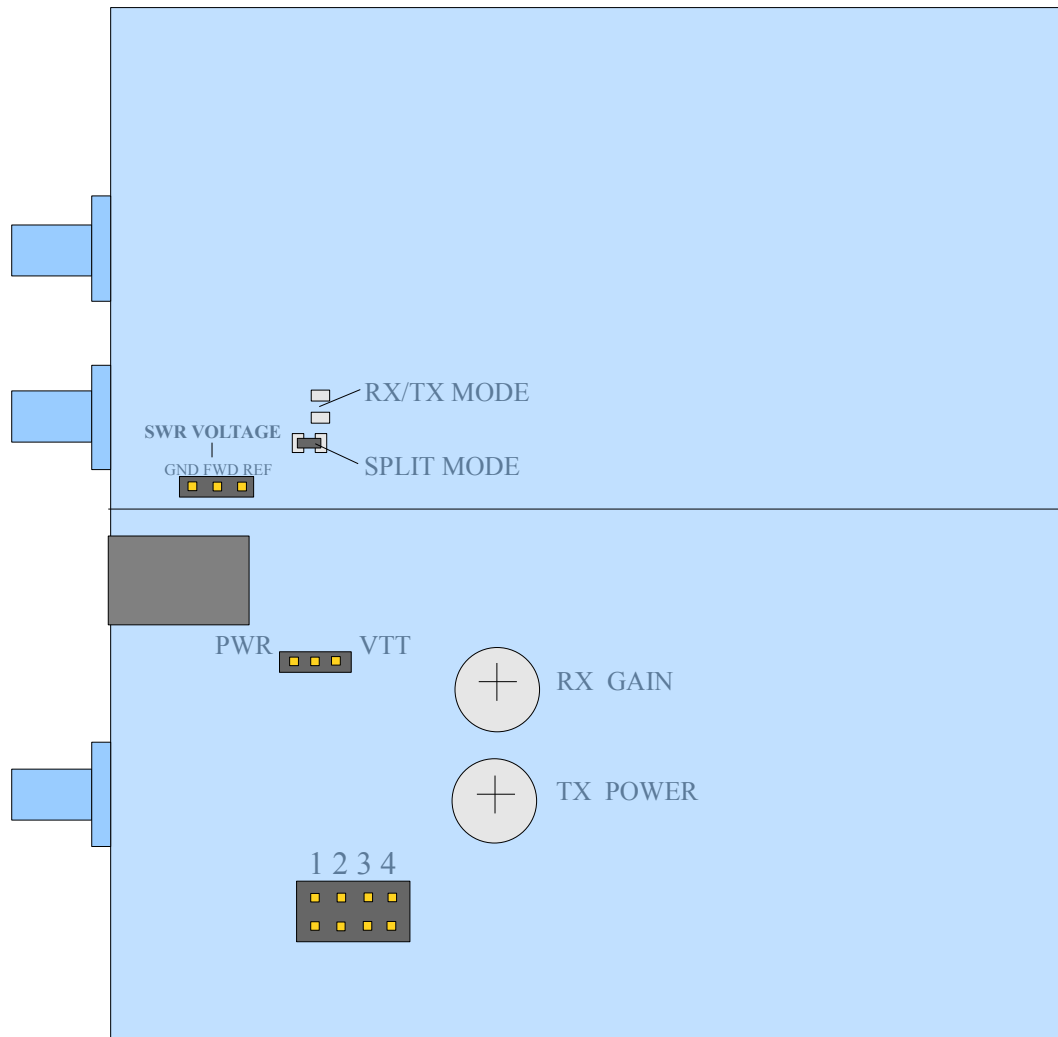 RX/TX MODE
SWR VOLTAGE
SPLIT MODE
GND FWD REF
PWR VTT
RX GAIN
TX POWER
1 2 3 4